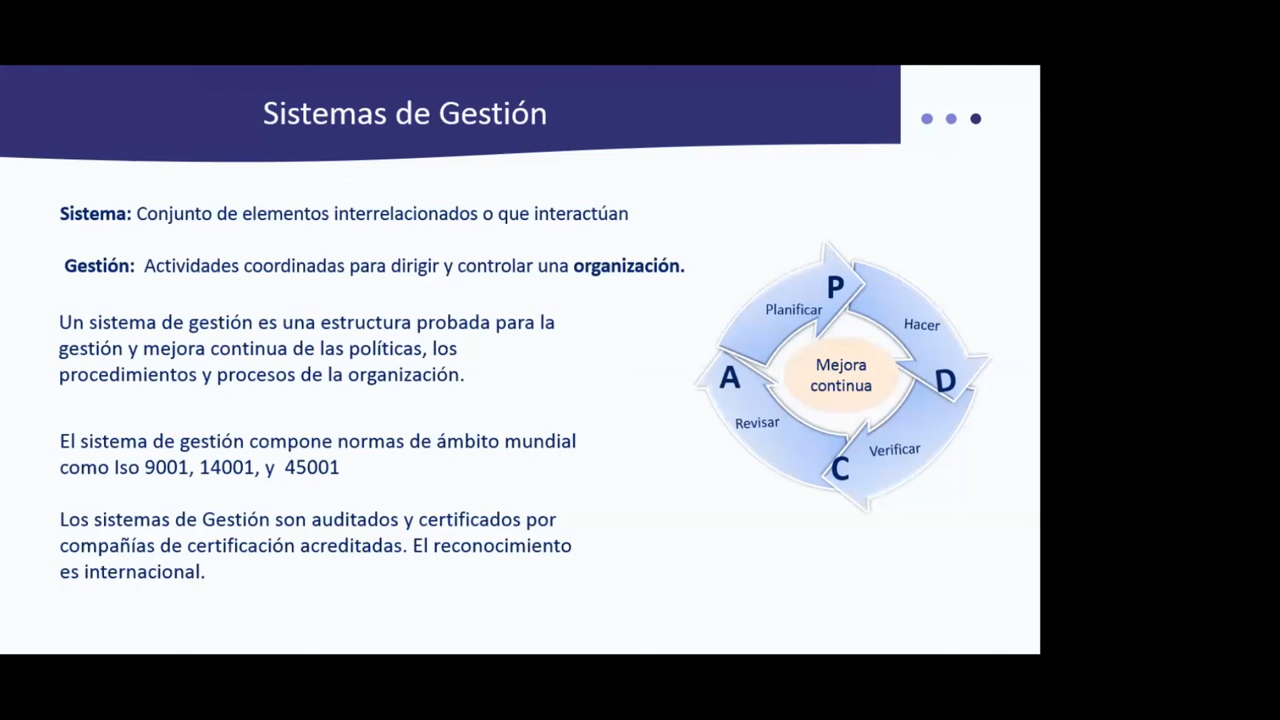 Sistemas de Gestión
Sistema: Conjunto de elementos interrelacionados o que interactúan
Gestión: Actividades coordinadas para dirigir y controlar una organización.
Un sistema de gestión es una estructura probada para la
gestión y mejora continua de las políticas, los
procedimientos y procesos de la organización.
El sistema de gestión compone normas de ámbito mundial
como Iso 9001, 14001, y 45001
Los sistemas de Gestión son auditados y certificados por
compañías de certificación acreditadas. El reconocimiento
es internacional.
P
Planificar
Hacer
D
Mejora
continua
A
Revisar
Verificar
C